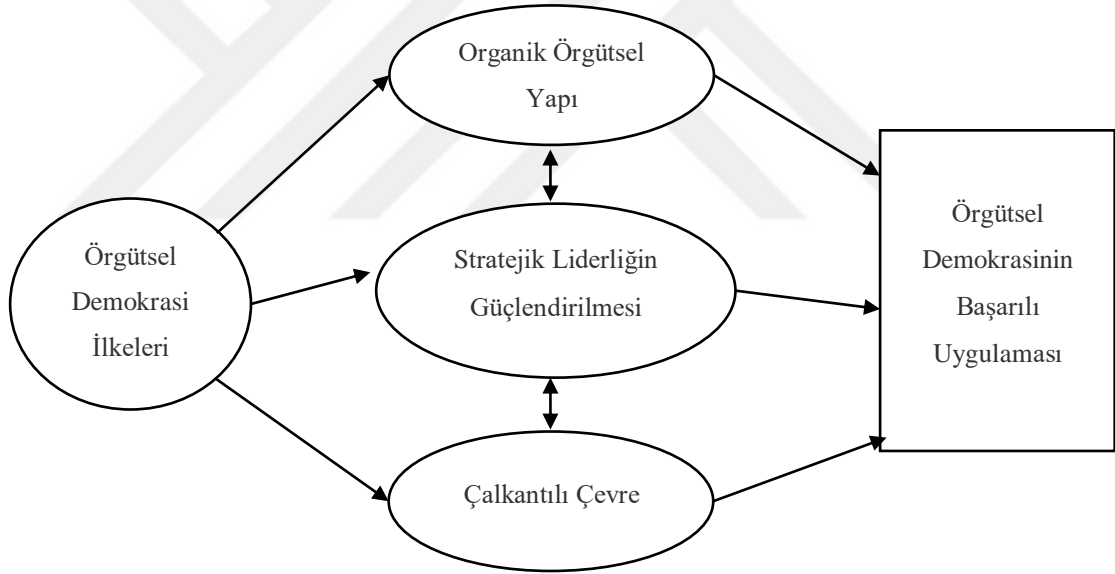 Organik Örgütsel
Yapı
Örgütsel
Demokrasi
İlkeleri
Stratejik Liderliğin
Güçlendirilmesi
Çalkantılı Çevre
Örgütsel
Demokrasinin
Başarılı
Uygulaması